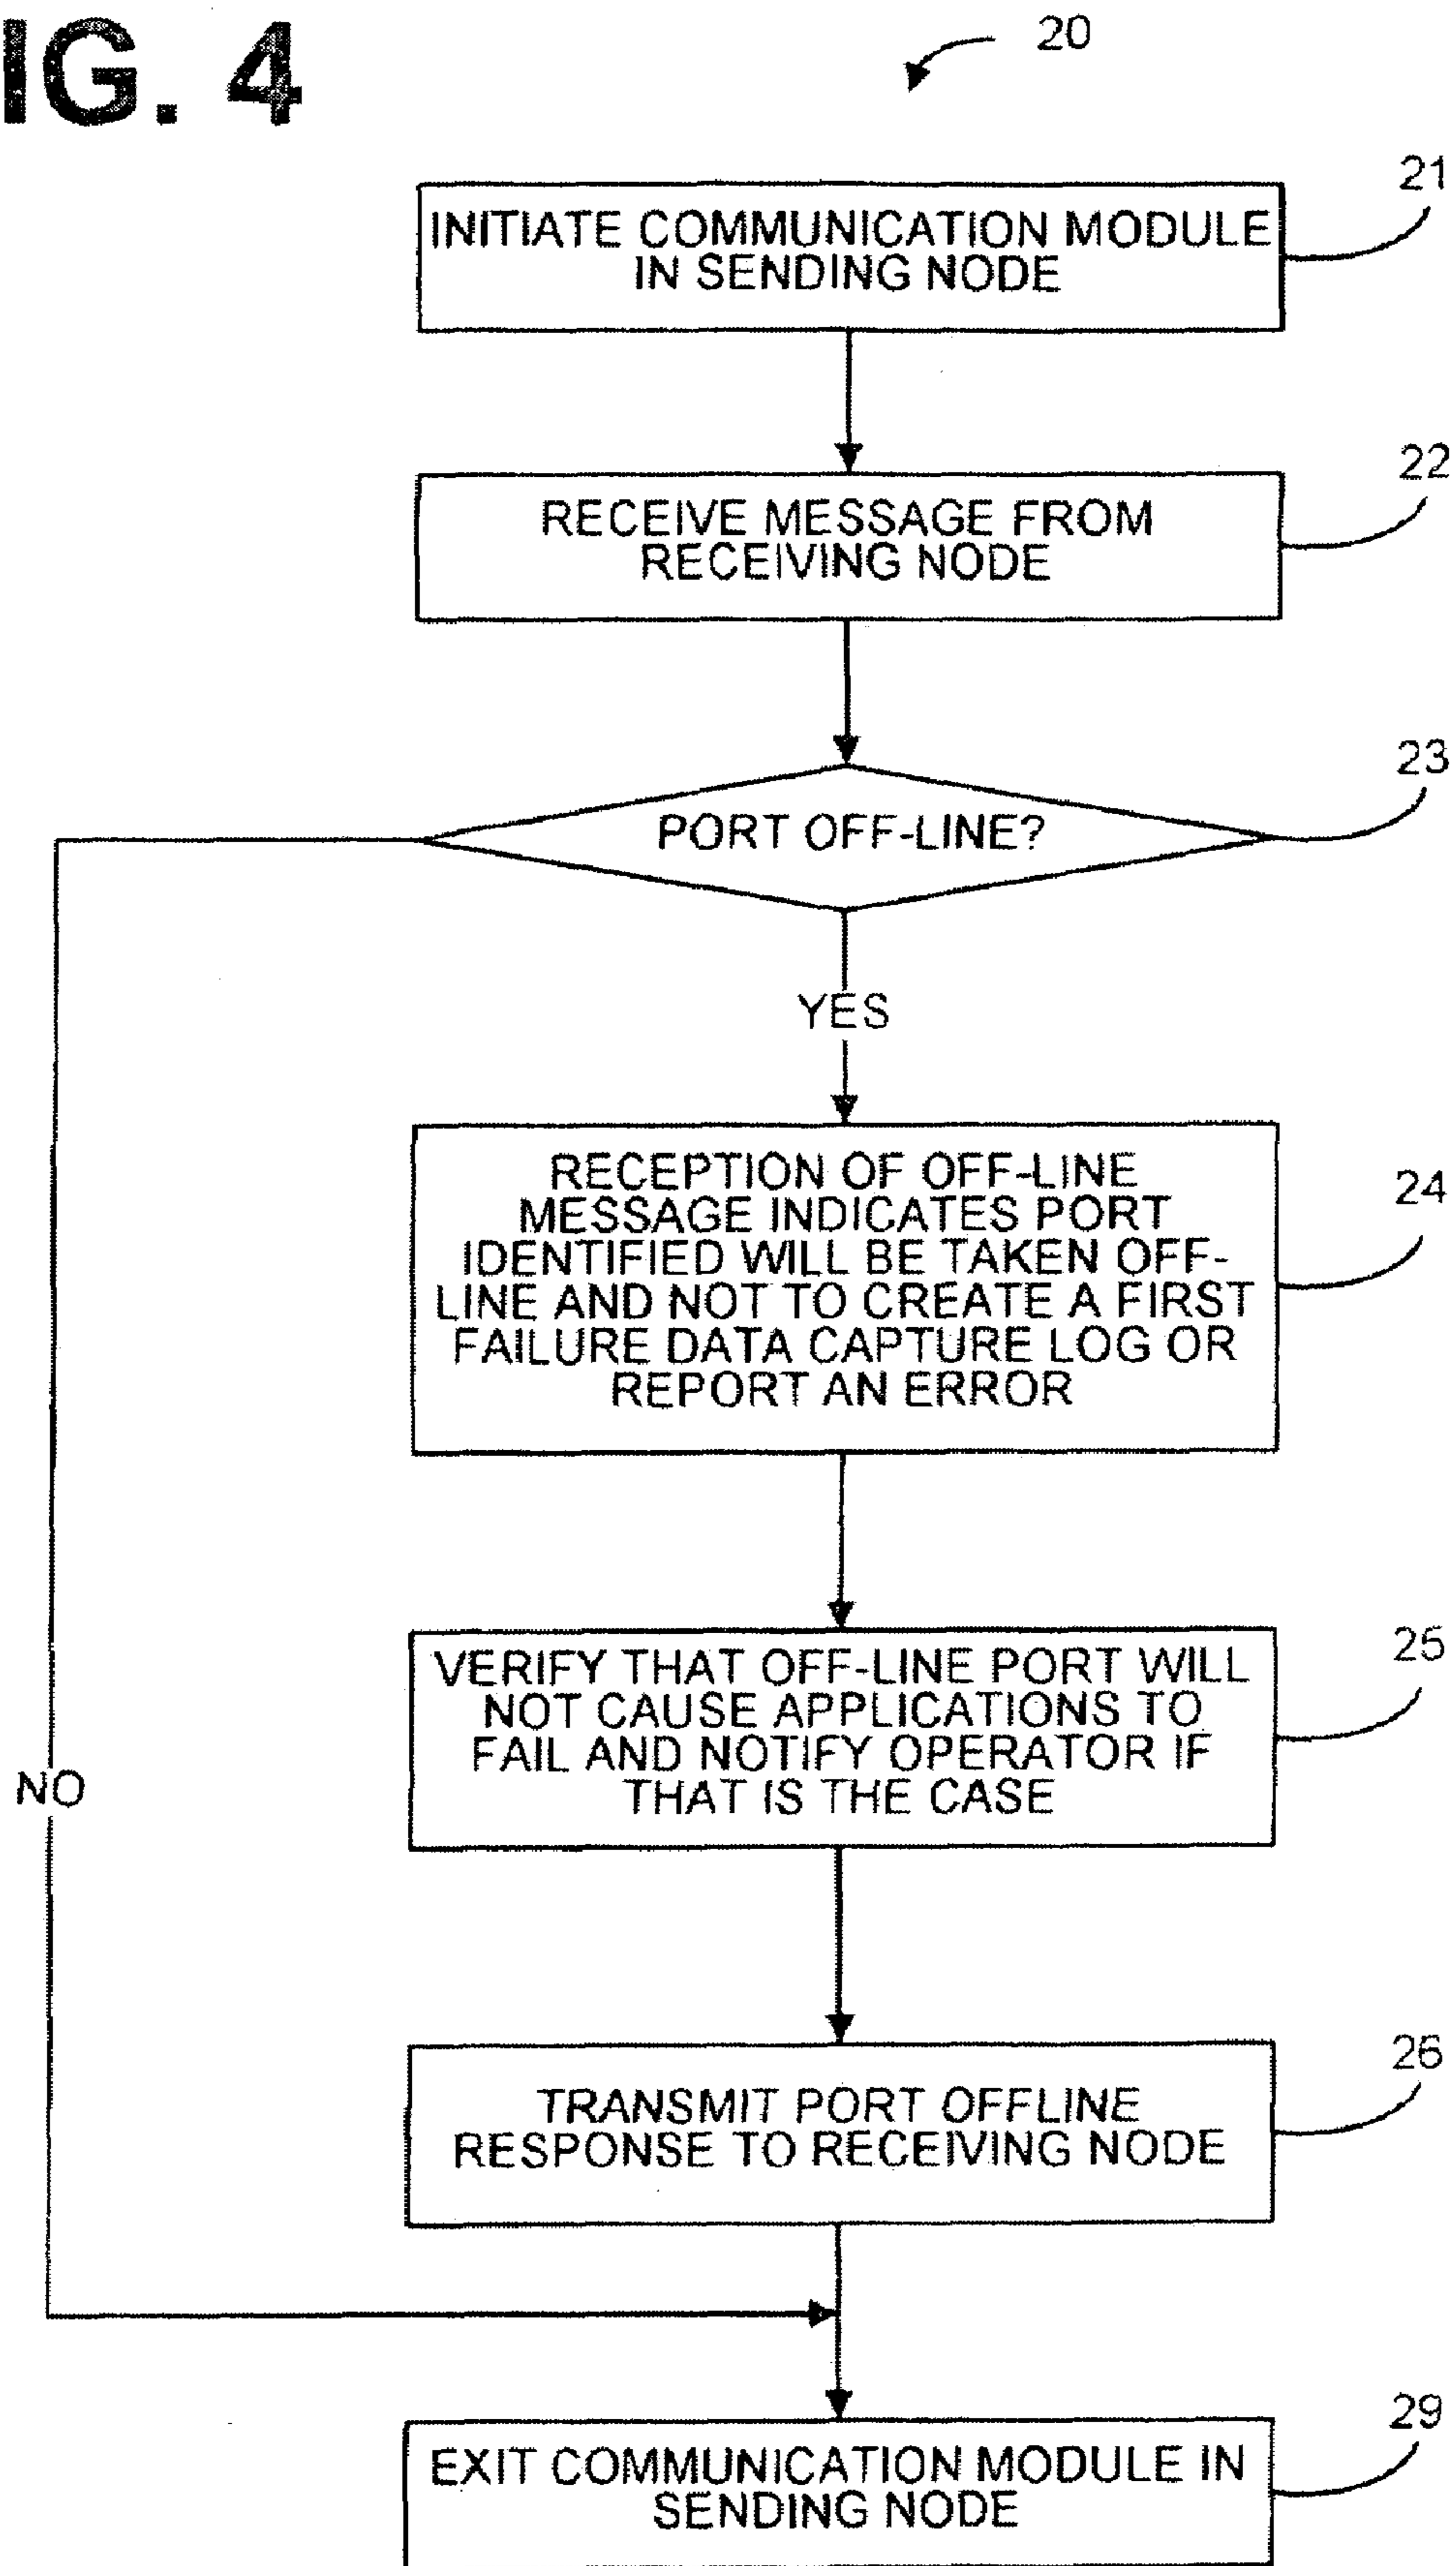 IG. 4
20
21
INITIATE COMMUNICATION MODULE
IN SENDING NODE
22
RECEIVE MESSAGE FROM
RECEIVING NODE
23
PORT OFF-LINE?
YES
24
RECEPTION OF OFF-LINE
MESSAGE INDICATES PORT
IDENTIFIED WILL BE TAKEN OFF-
LINE AND NOT TO CREATE A FIRST
FAILURE DATA CAPTURE LOG OR
REPORT AN ERROR
25
VERIFY THAT OFF-LINE PORT WILL
NOT CAUSE APPLICATIONS TO
FAIL AND NOTIFY OPERATOR IF
THAT IS THE CASE
NO
26
TRANSMIT PORT OFFLINE
RESPONSE TO RECEIVING NODE
29
EXIT COMMUNICATION MODULE IN
SENDING NODE